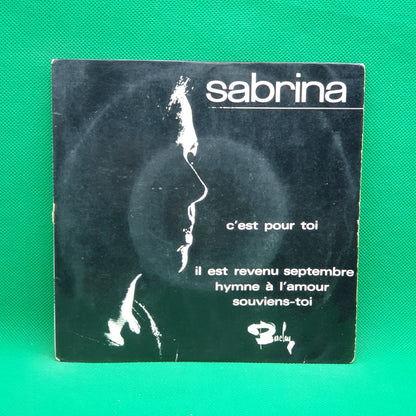 sabrina
c'est pour toi
il est revenu septembre
hymne à l'amour
souviens-toi
Barclay